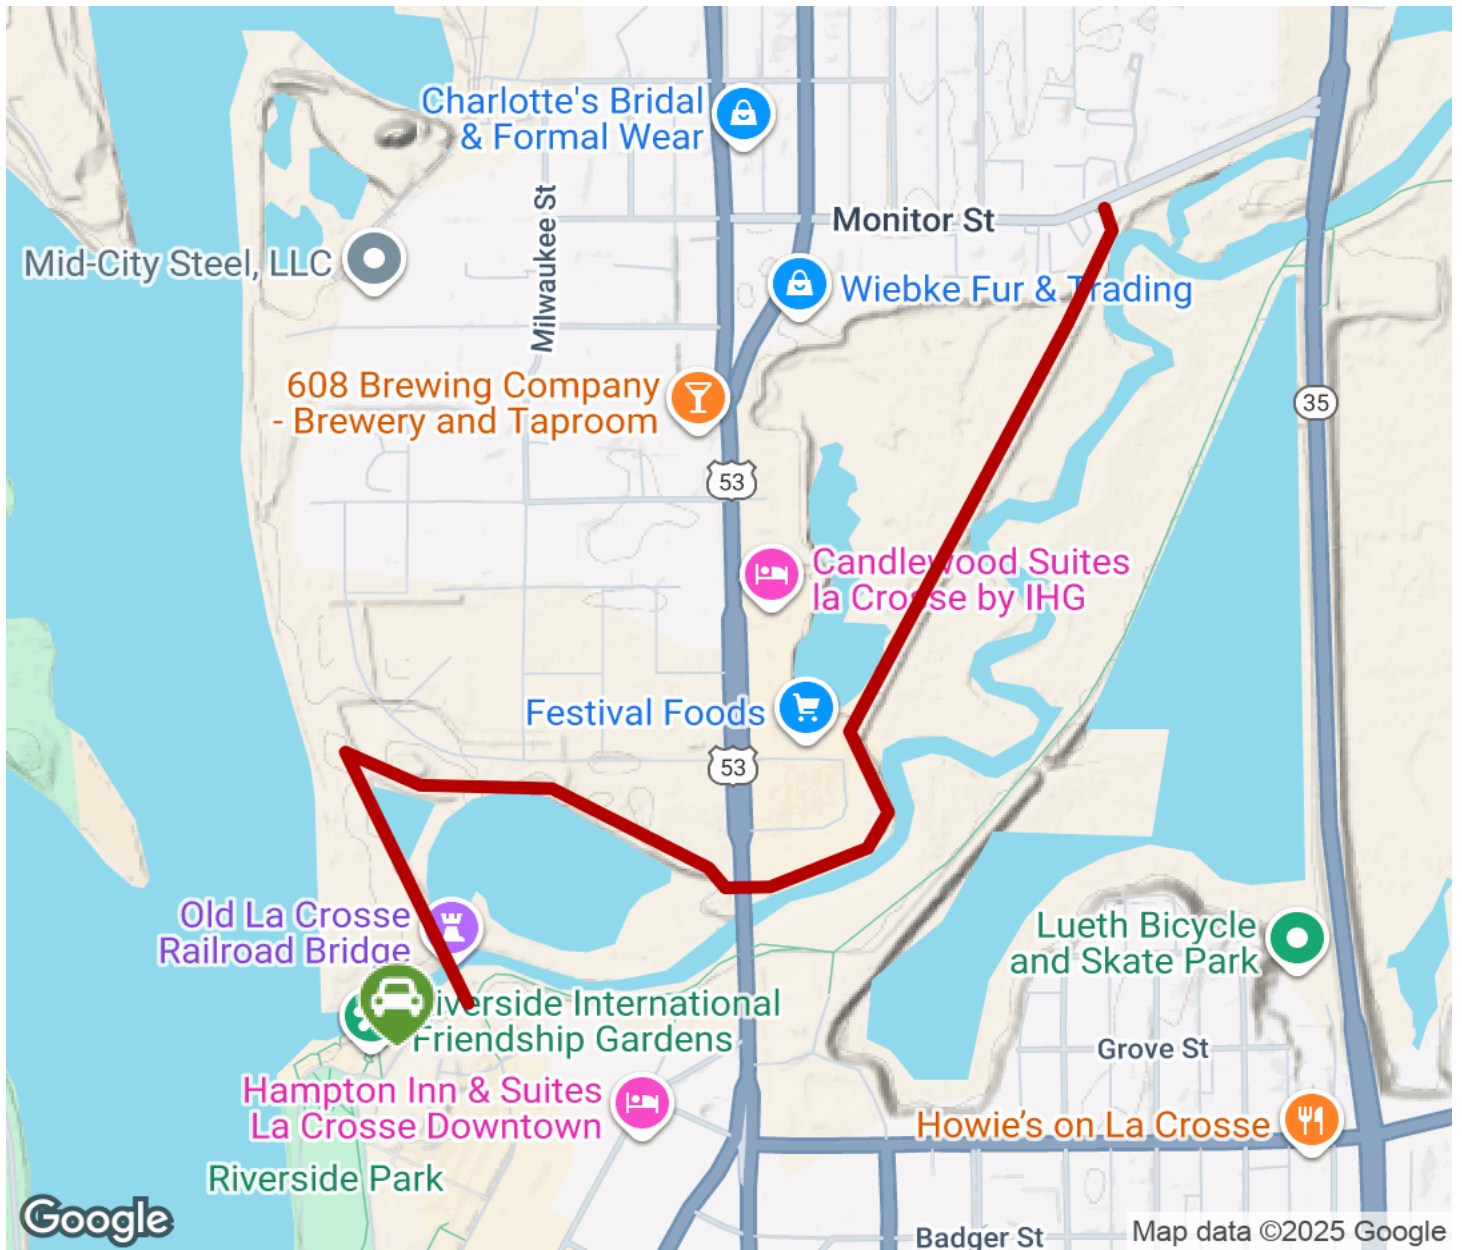 Charlotte's Bridal
& Formal Wear
Milwaukee St
Monitor St
Mid-City Steel, LLC
Wiebke Fur & Trading
608 Brewing Company
- Brewery and Taproom
35
53
Candlewood Suites
la Crosse by IHG
Festival Foods
53
Old La Crosse
Railroad Bridge
Lueth Bicycle
and Skate Park
Riverside International
Friendship Gardens
Grove St
Hampton Inn & Suites
La Crosse Downtown
Howie's on La Crosse
Riverside Park
Google
Badger St
Map data ©2025 Google